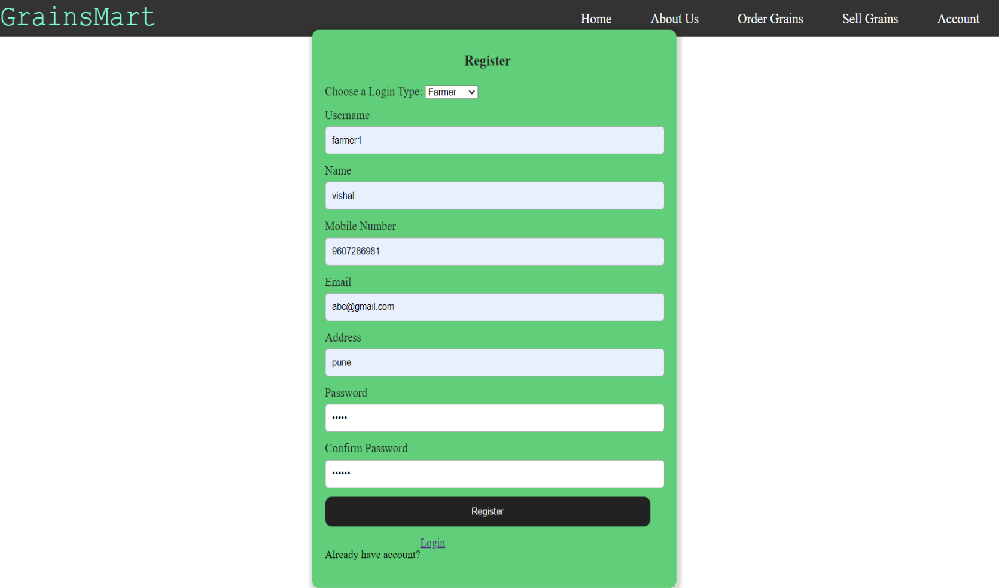 GrainsMart
Home About Us Order Grains Sell Grains Account
Register
Choose a Login Type: Farmer
Username
farmer1
Name
vishal
Mobile Number
9607286981
Email
abc@gmail.com
Address
pune
Password
•••••
Confirm Password
••••••
Register
Login
Already have account?